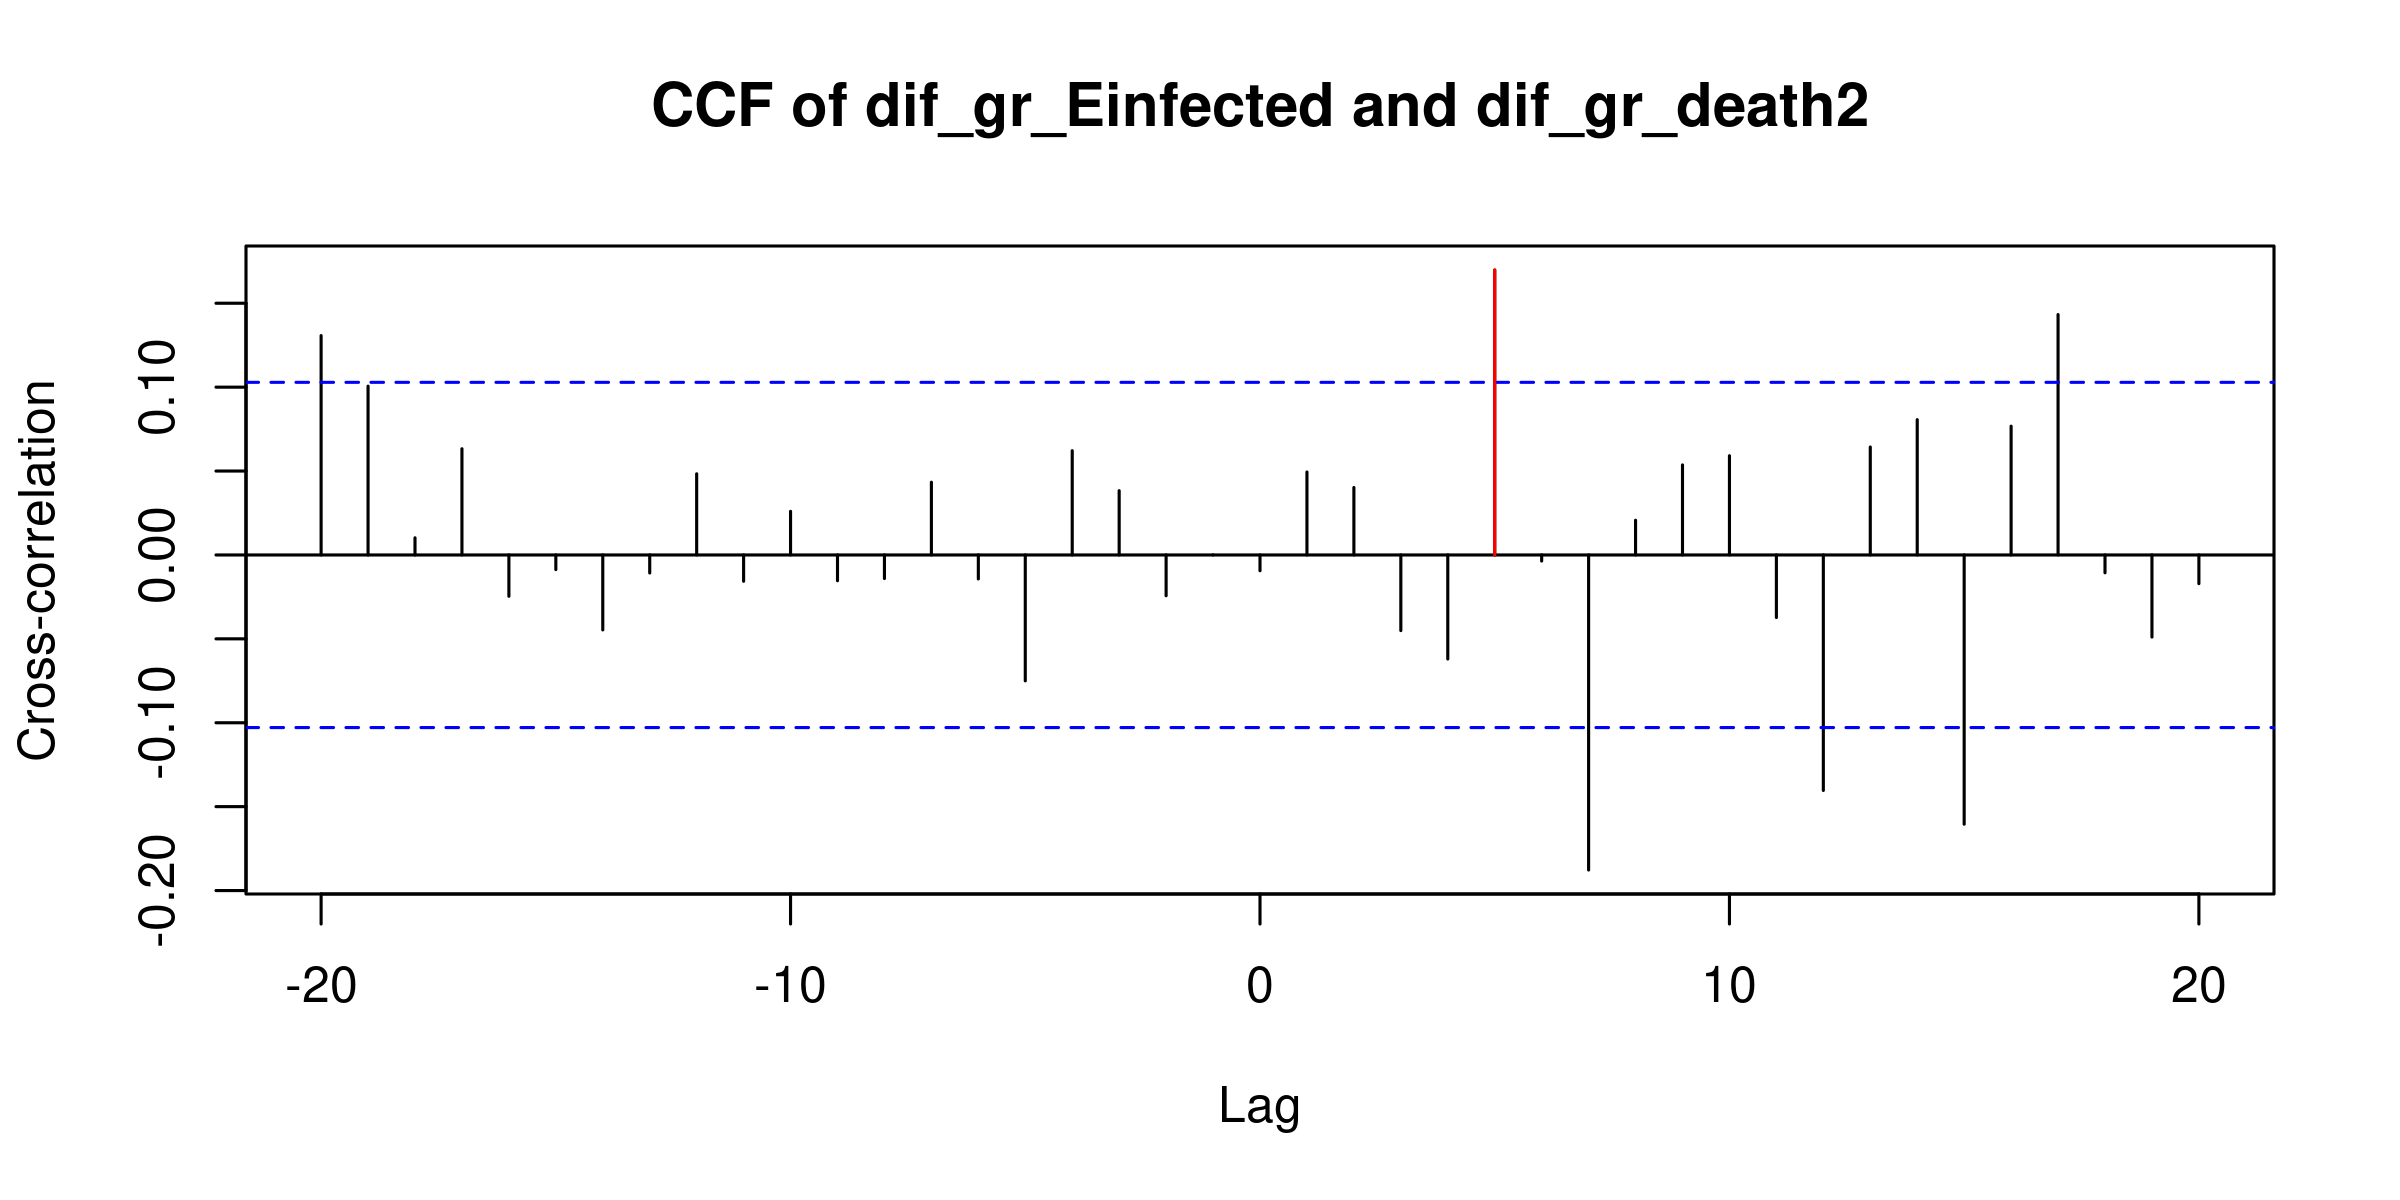 CCF of dif_gr_Einfected and dif_gr_death2
Cross-correlation
0.10
0.00
-0.10
-0.20
-20 -10 0 10 20
Lag